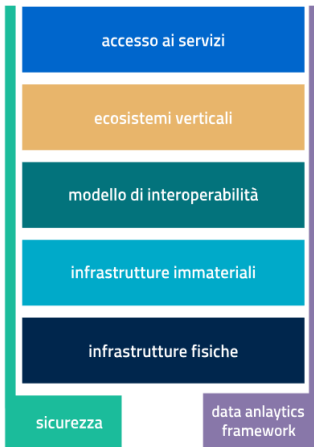 accesso ai servizi
ecosistemi verticali
modello di interoperabilità
infrastrutture immateriali
infrastrutture fisiche
sicurezza
data anlaytics
framework